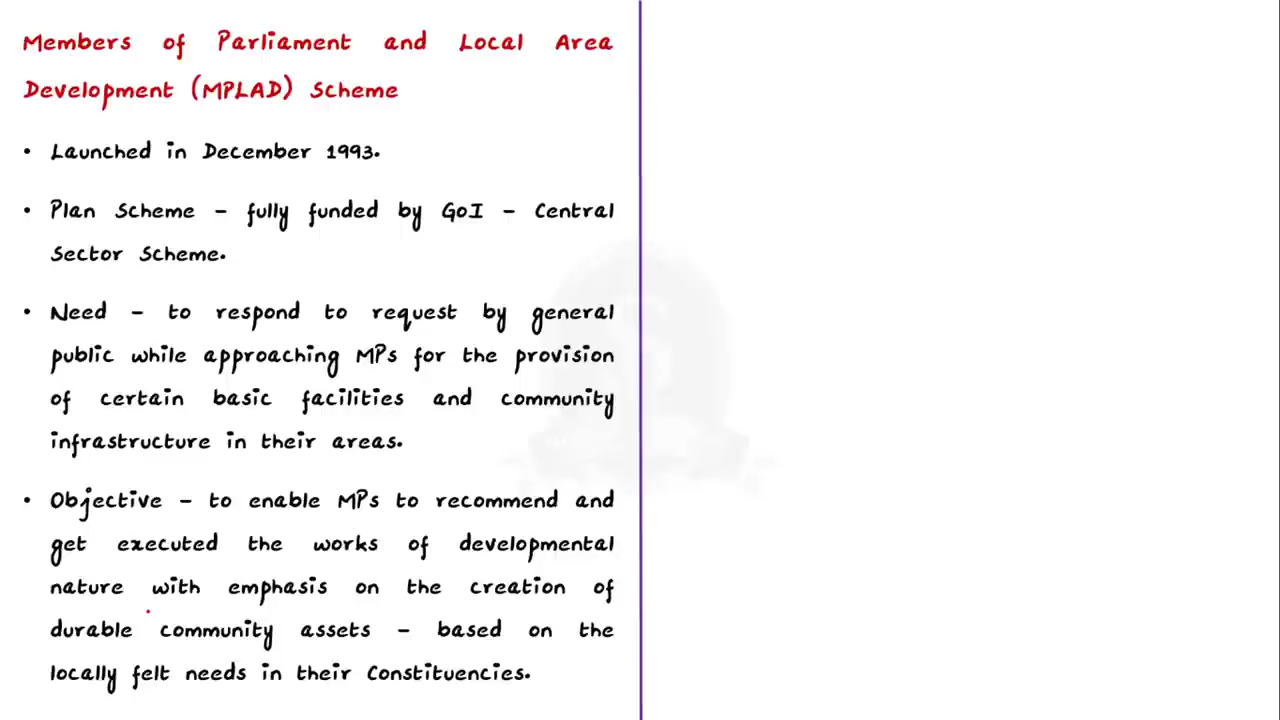 Members of Parliament and Local Area
Development (MPLAD) Scheme
• Launched in December 1993.
• Plan Scheme – fully funded by GoI – Central
Sector Scheme.
• Need – to respond to request by general
public while approaching MPs for the provision
of certain basic facilities and community
infrastructure in their areas.
• Objective – to enable MPs to recommend and
get executed the works of developmental
nature with emphasis on the creation of
durable community assets – based on the
locally felt needs in their Constituencies.